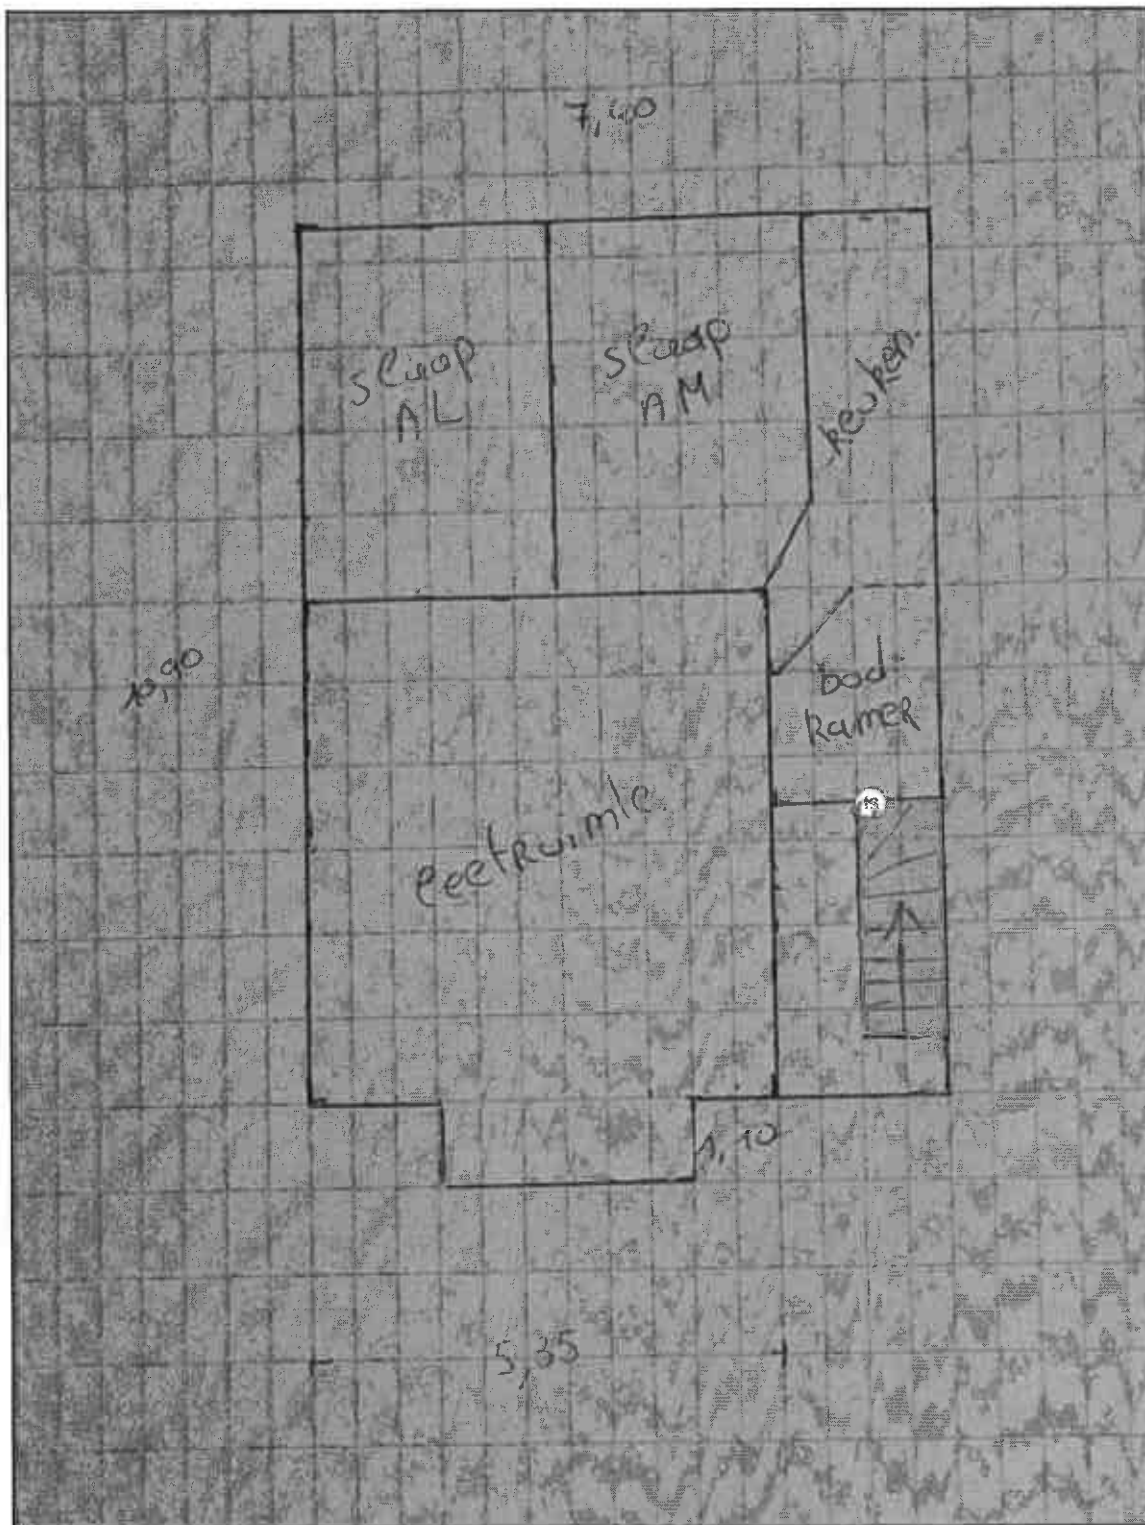 7,40
slaap
AL
slaap
AM
keuken
10,90
bad-
kamer
eetruimte
1,10
5,35